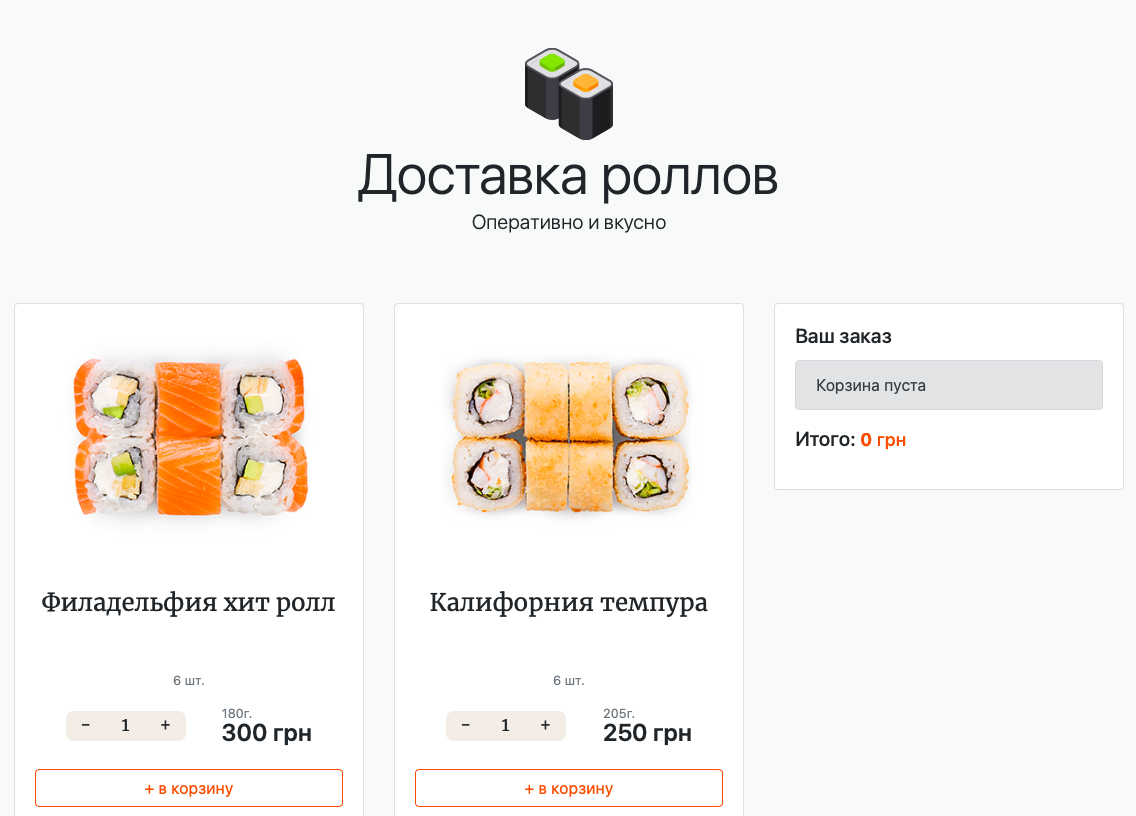 Доставка роллов
Оперативно и вкусно
Филадельфия хит ролл
6 шт.
- 1 +
180г.
300 грн
+ в корзину
Калифорния темпура
6 шт.
- 1 +
205г.
250 грн
+ в корзину
Ваш заказ
Корзина пуста
Итого: 0 грн